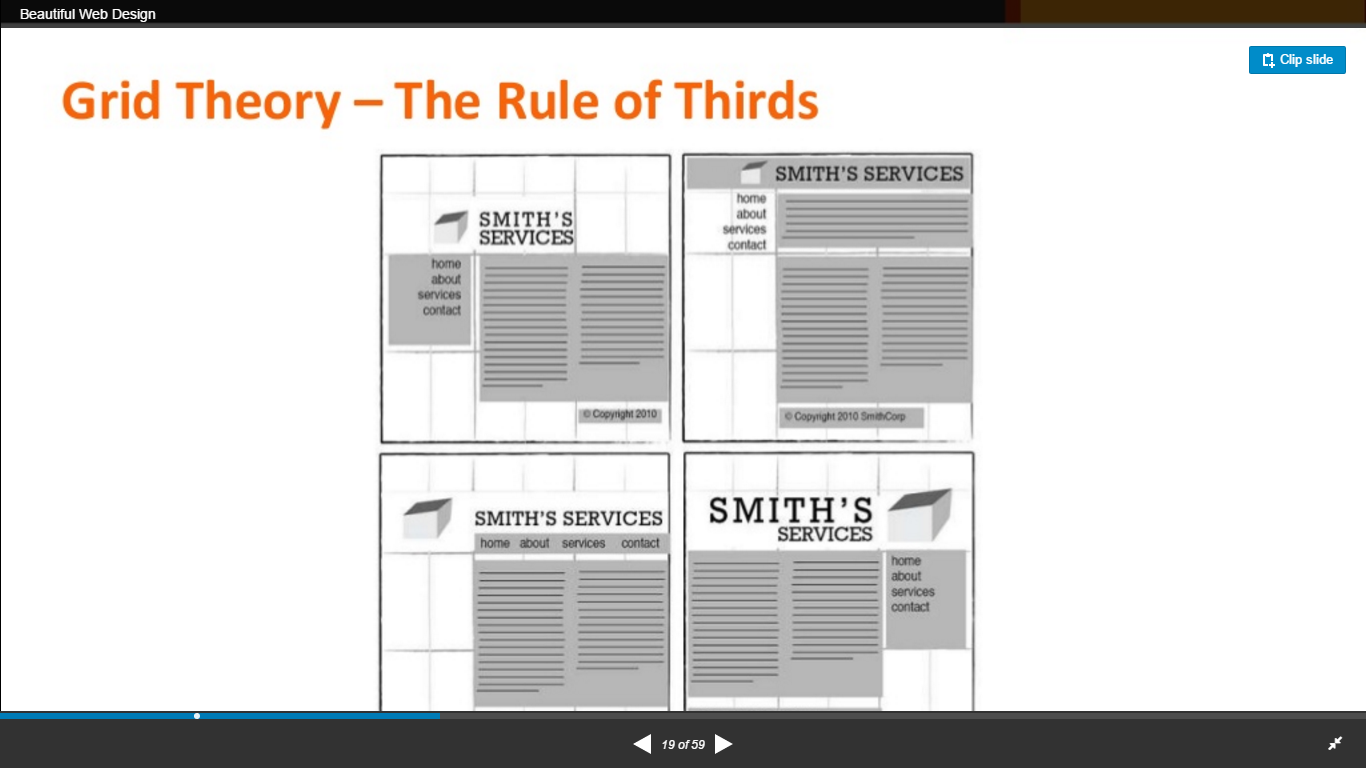 Beautiful Web Design
Clip slide
Grid Theory – The Rule of Thirds
SMITH'S
SERVICES
home
about
services
contact
© Copyright 2010
SMITH'S SERVICES
home
about
services
contact
© Copyright 2010 SmithCorp
SMITH'S SERVICES
home about services contact
SMITH'S
SERVICES
home
about
services
contact
19 of 59